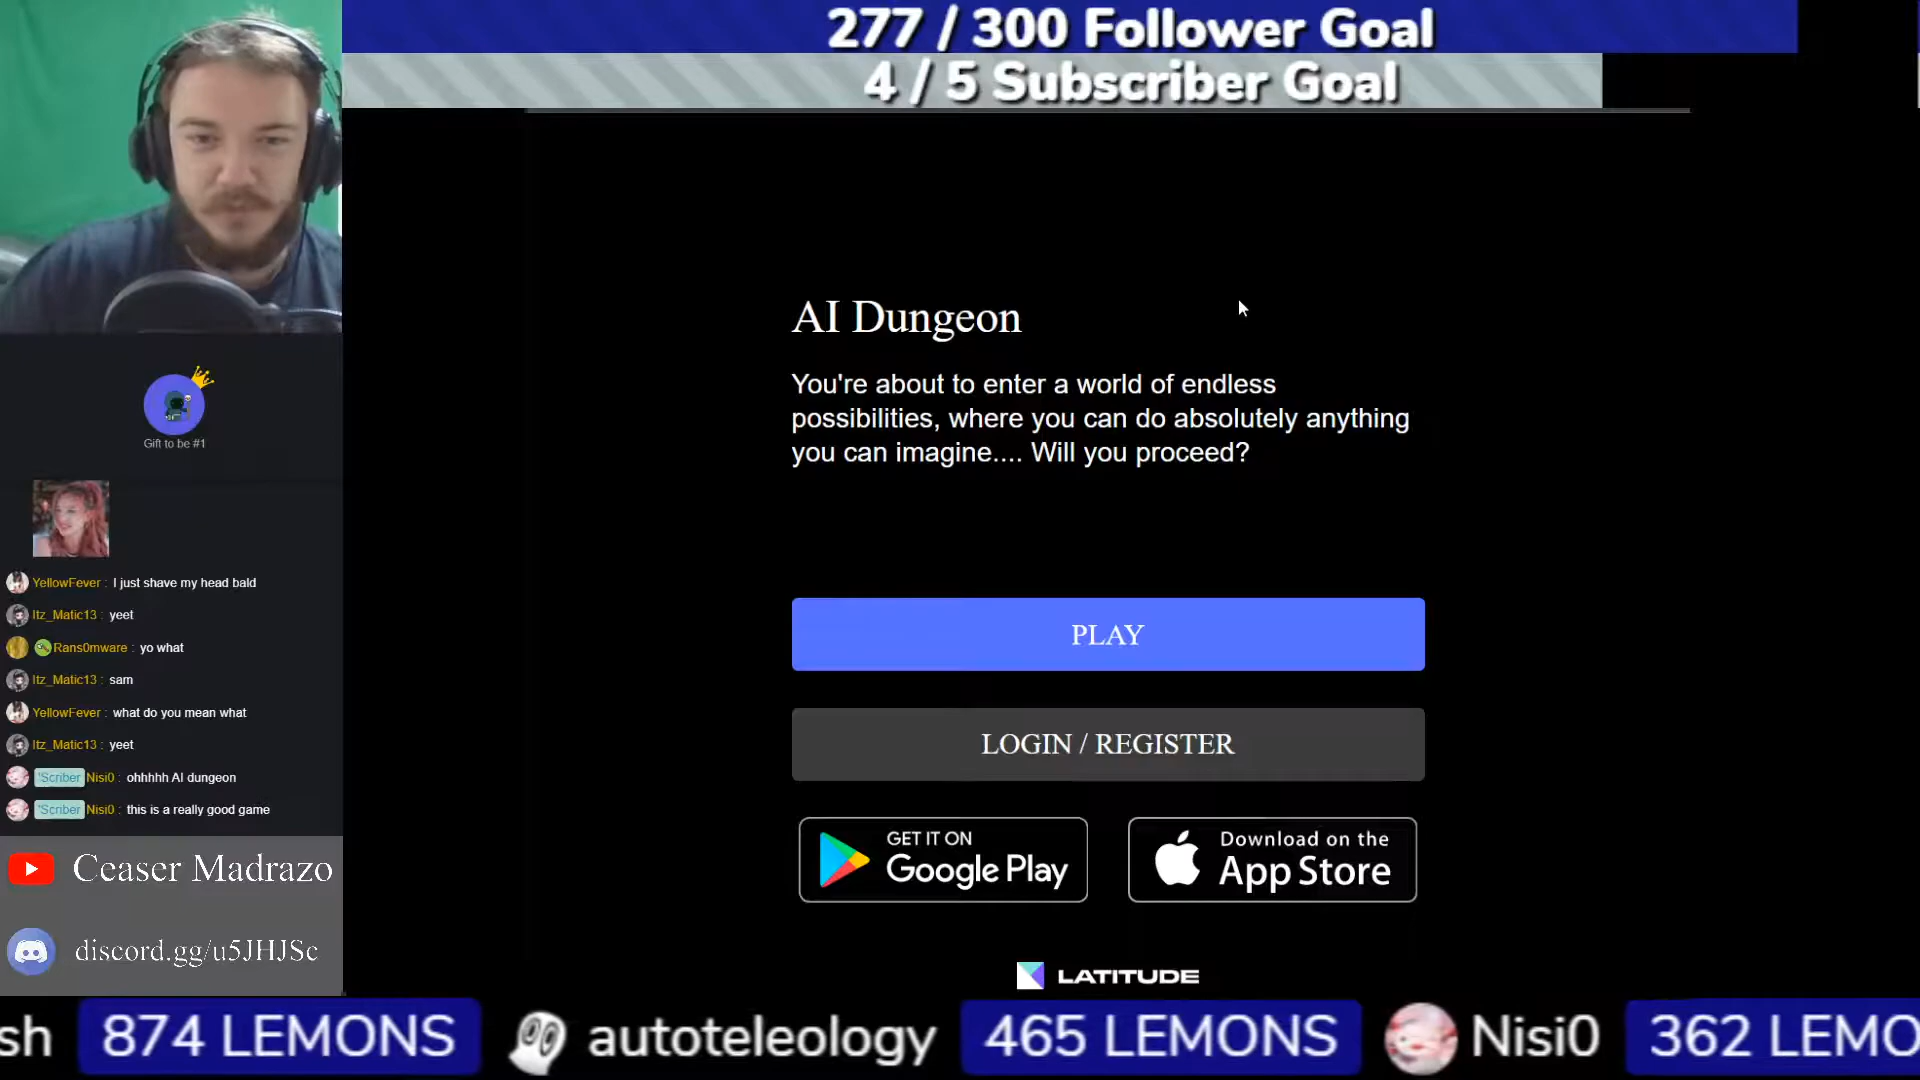 277 / 300 Follower Goal
4 / 5 Subscriber Goal
AI Dungeon
You're about to enter a world of endless
possibilities, where you can do absolutely anything
you can imagine.... Will you proceed?
PLAY
LOGIN / REGISTER
GET IT ON
Google Play
Download on the
App Store
LATITUDE
Gift to be #1
YellowFever : I just shave my head bald
Itz_Matic13 : yeet
Rans0mware : yo what
Itz_Matic13 : sam
YellowFever : what do you mean what
Itz_Matic13 : yeet
'Scriber Nisi0 : ohhhhh AI dungeon
'Scriber Nisi0 : this is a really good game
Ceaser Madrazo
discord.gg/u5JHJSc
sh 874 LEMONS autoteleology 465 LEMONS Nisi0 362 LEMO